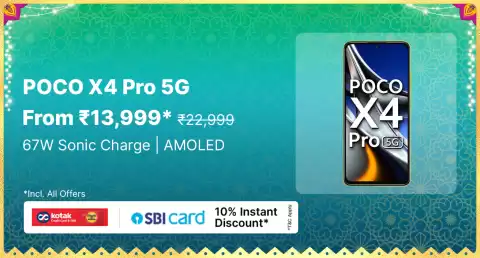 POCO X4 Pro 5G
From ₹13,999* ₹22,999
67W Sonic Charge | AMOLED
*Incl. All Offers
kotak
SBI card
10% Instant
Discount*
*T&C Apply
POCO
X4
Pro 5G